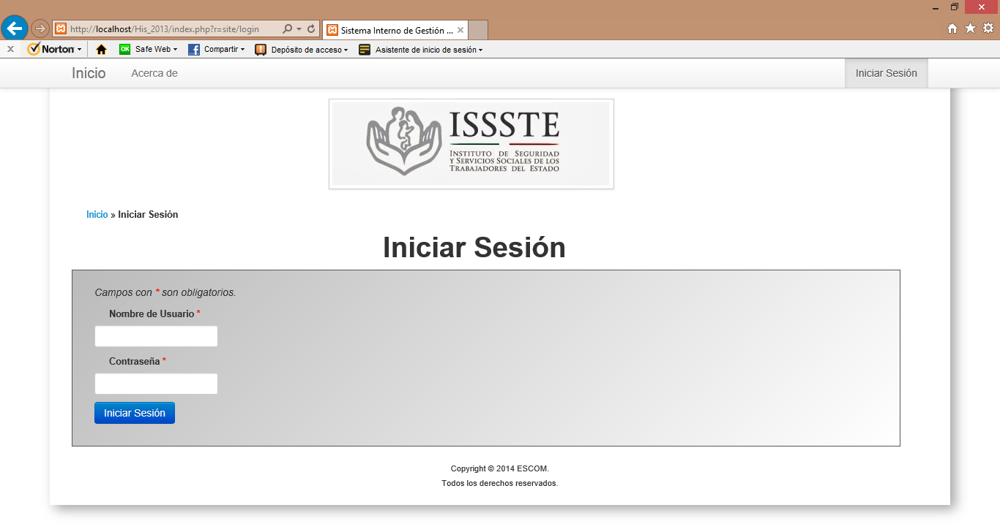 http://localhost/His_2013/index.php?r=site/login
Sistema Interno de Gestión ...
Norton
OK Safe Web
Compartir
Depósito de acceso
Asistente de inicio de sesión
Inicio
Acerca de
Iniciar Sesión
ISSSTE
INSTITUTO DE SEGURIDAD
Y SERVICIOS SOCIALES DE LOS
TRABAJADORES DEL ESTADO
Inicio » Iniciar Sesión
Iniciar Sesión
Campos con * son obligatorios.
Nombre de Usuario *
Contraseña *
Iniciar Sesión
Copyright © 2014 ESCOM.
Todos los derechos reservados.